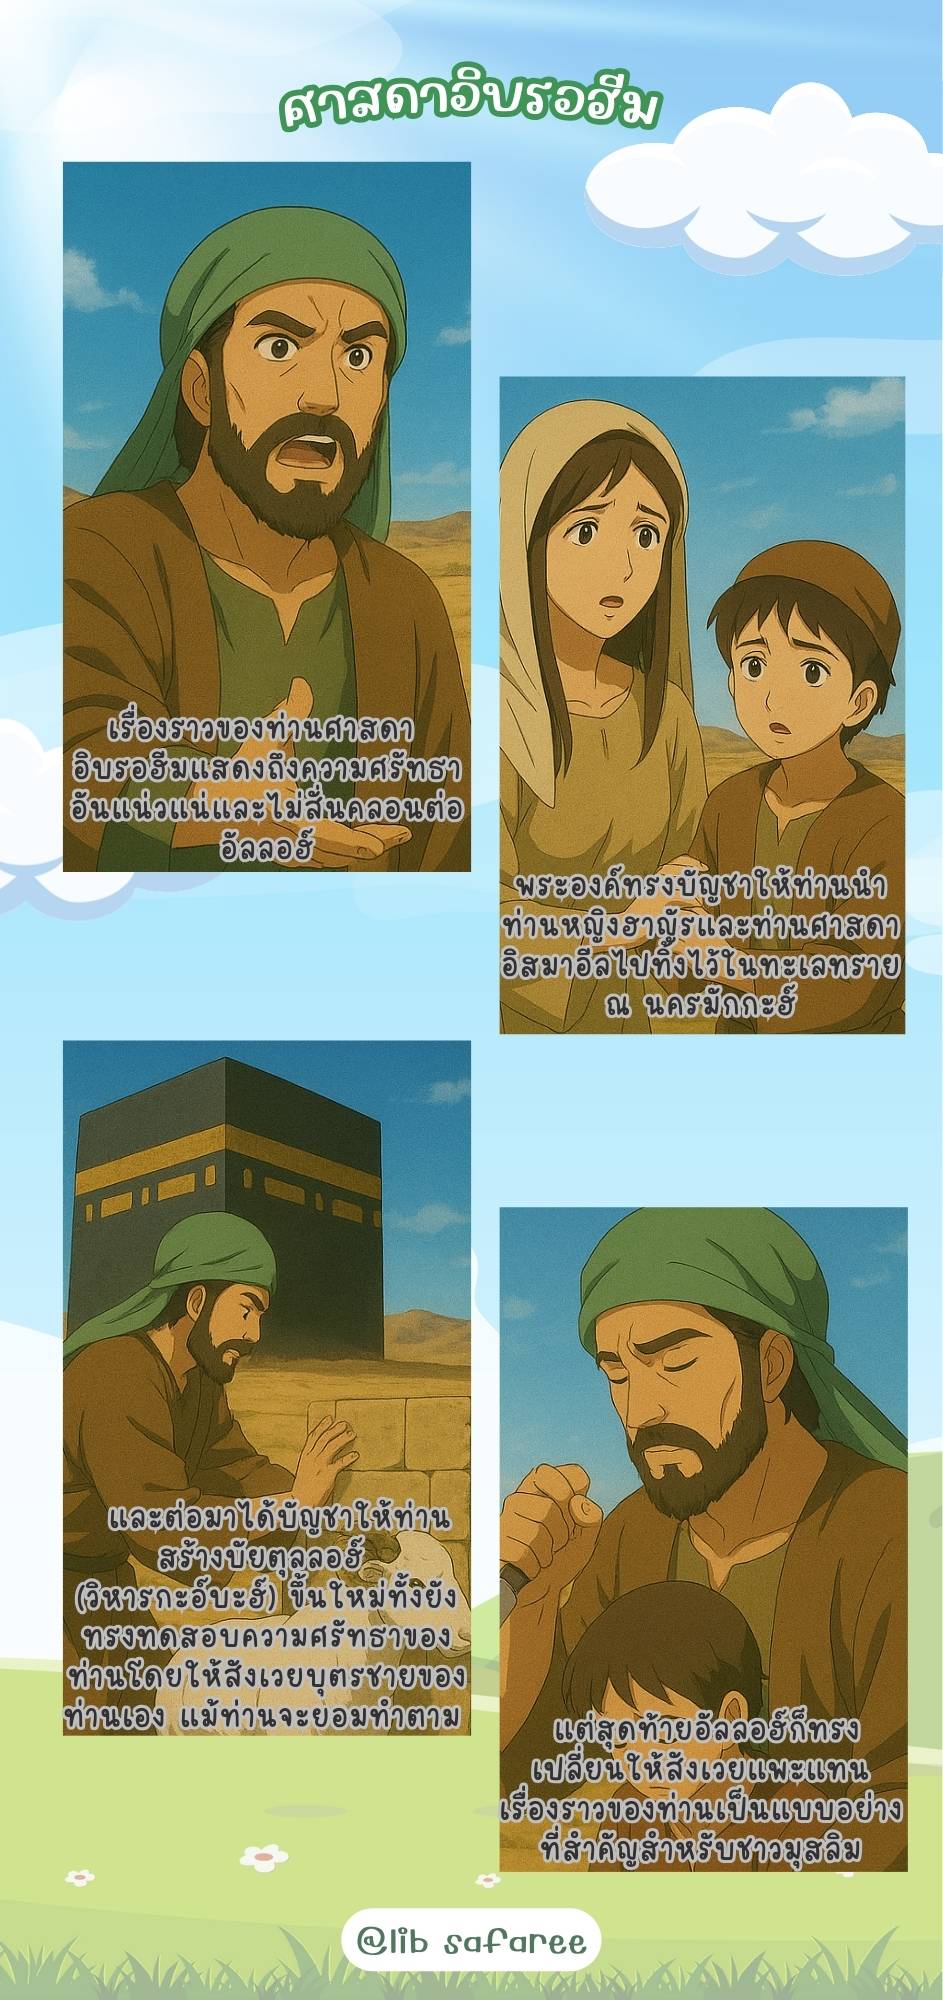 ศาสดาอิบรอฮีม
เรื่องราวของท่านศาสดา
อิบรอฮีมแสดงถึงความศรัทธา
อันแน่วแน่และไม่สั่นคลอนต่อ
อัลลอฮ์
พระองค์ทรงบัญชาให้ท่านนำ
ท่านหญิงฮาญัรและท่านศาสดา
อิสมาอีลไปทิ้งไว้ในทะเลทราย
ณ นครมักกะฮ์
และต่อมาได้บัญชาให้ท่าน
สร้างบัยตุลลอฮ์
(วิหารกะอ์บะฮ์) ขึ้นใหม่ทั้งยัง
ทรงทดสอบความศรัทธาของ
ท่านโดยให้สังเวยบุตรชายของ
ท่านเอง แม้ท่านจะยอมทำตาม
แต่สุดท้ายอัลลอฮ์ก็ทรง
เปลี่ยนให้สังเวยแพะแทน
เรื่องราวของท่านเป็นแบบอย่าง
ที่สำคัญสำหรับชาวมุสลิม
@lib safaree